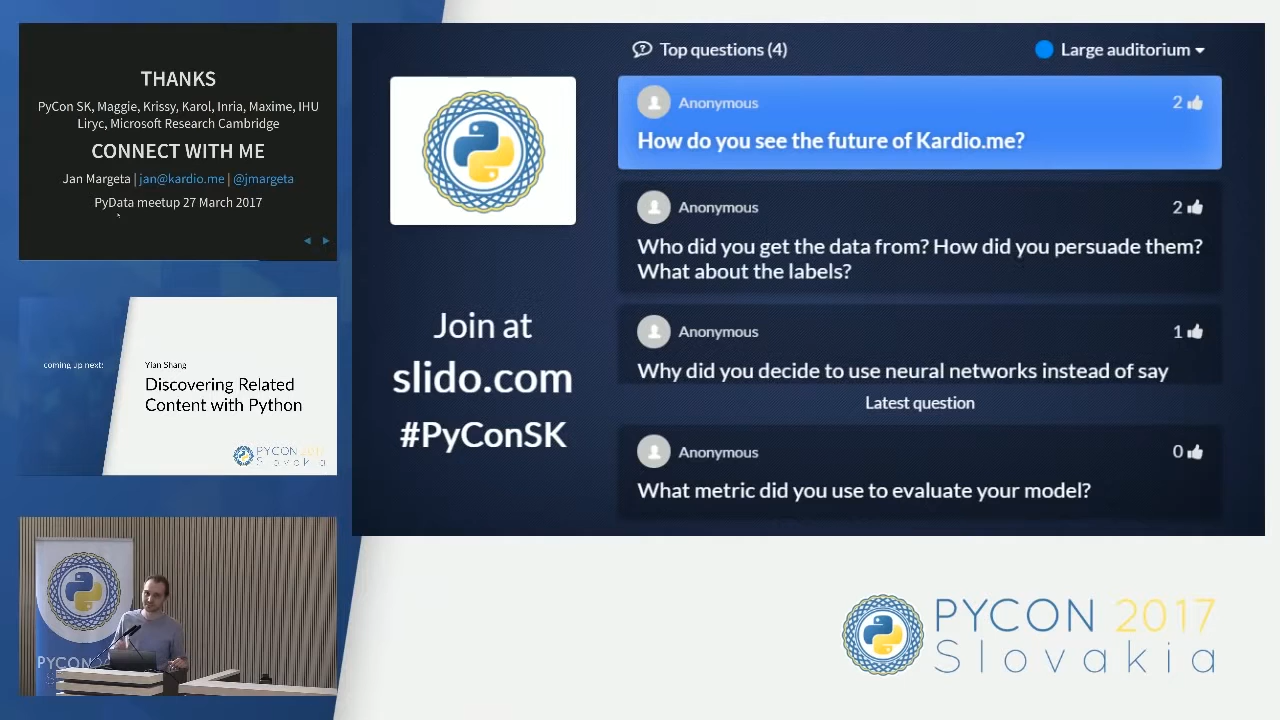 THANKS
PyCon SK, Maggie, Krissy, Karol, Inria, Maxime, IHU
Liryc, Microsoft Research Cambridge
CONNECT WITH ME
Jan Margeta | jan@kardio.me | @jmargeta
PyData meetup 27 March 2017
coming up next:
Yian Shang
Discovering Related
Content with Python
PYCON 2017
Slovakia
PYCON
Join at
slido.com
#PyConSK
Top questions (4)
Large auditorium
Anonymous
2
How do you see the future of Kardio.me?
Anonymous
2
Who did you get the data from? How did you persuade them?
What about the labels?
Anonymous
1
Why did you decide to use neural networks instead of say
Latest question
Anonymous
0
What metric did you use to evaluate your model?
PYCON 2017
Slovakia